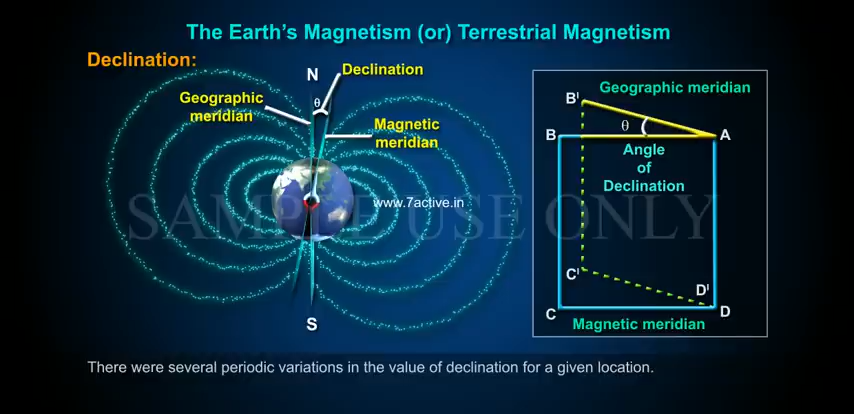 The Earth's Magnetism (or) Terrestrial Magnetism
Declination:
N
Declination
θ
Geographic
meridian
Magnetic
meridian
www.7active.in
SAMPLE USE ONLY
S
Geographic meridian
B'
θ
B
A
Angle
of
Declination
C'
D'
C
D
Magnetic meridian
There were several periodic variations in the value of declination for a given location.